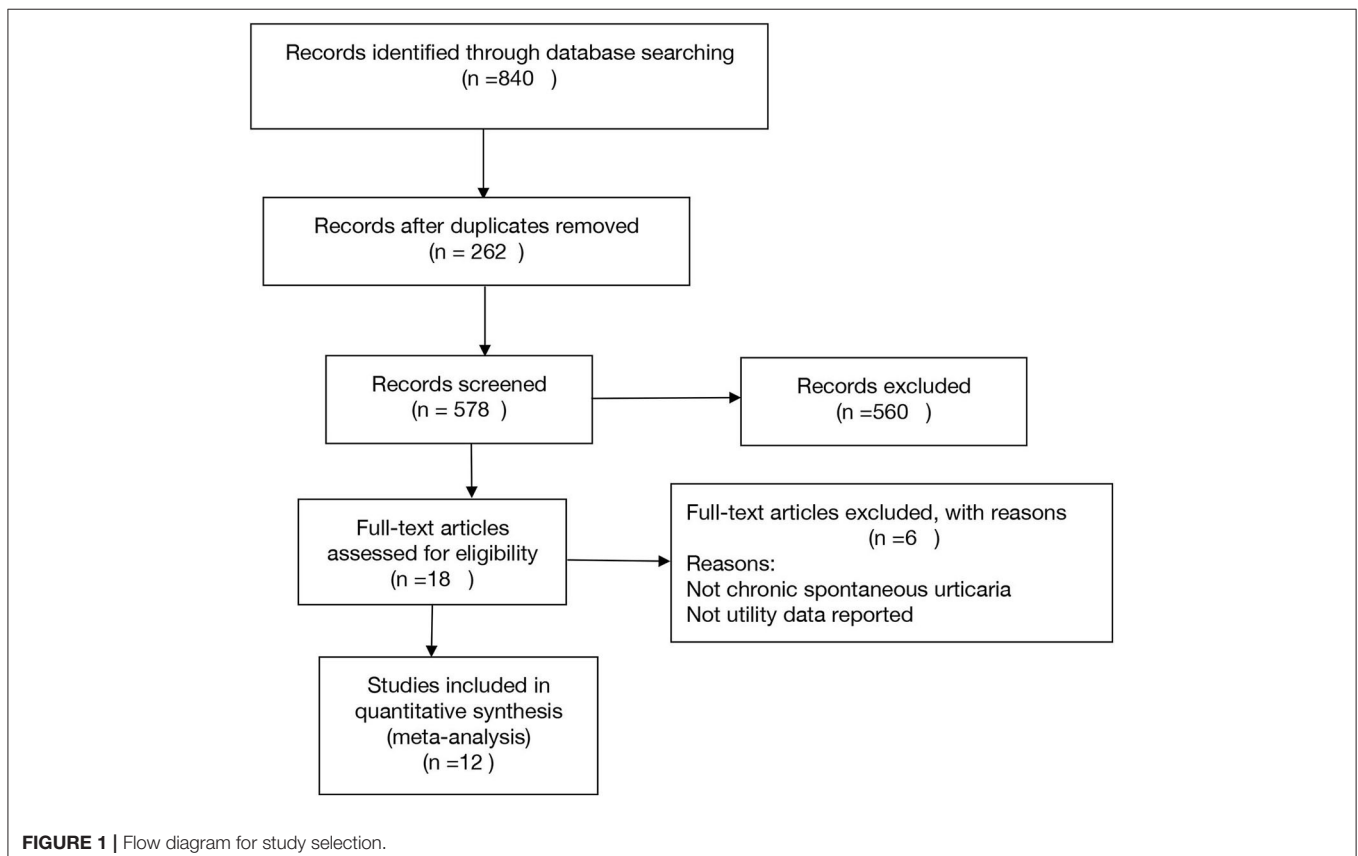 Records identified through database searching
(n =840 )
Records after duplicates removed
(n = 262 )
Records screened
(n = 578 )
Records excluded
(n =560 )
Full-text articles
assessed for eligibility
(n =18 )
Full-text articles excluded, with reasons
(n =6 )
Reasons:
Not chronic spontaneous urticaria
Not utility data reported
Studies included in
quantitative synthesis
(meta-analysis)
(n =12 )
FIGURE 1 | Flow diagram for study selection.